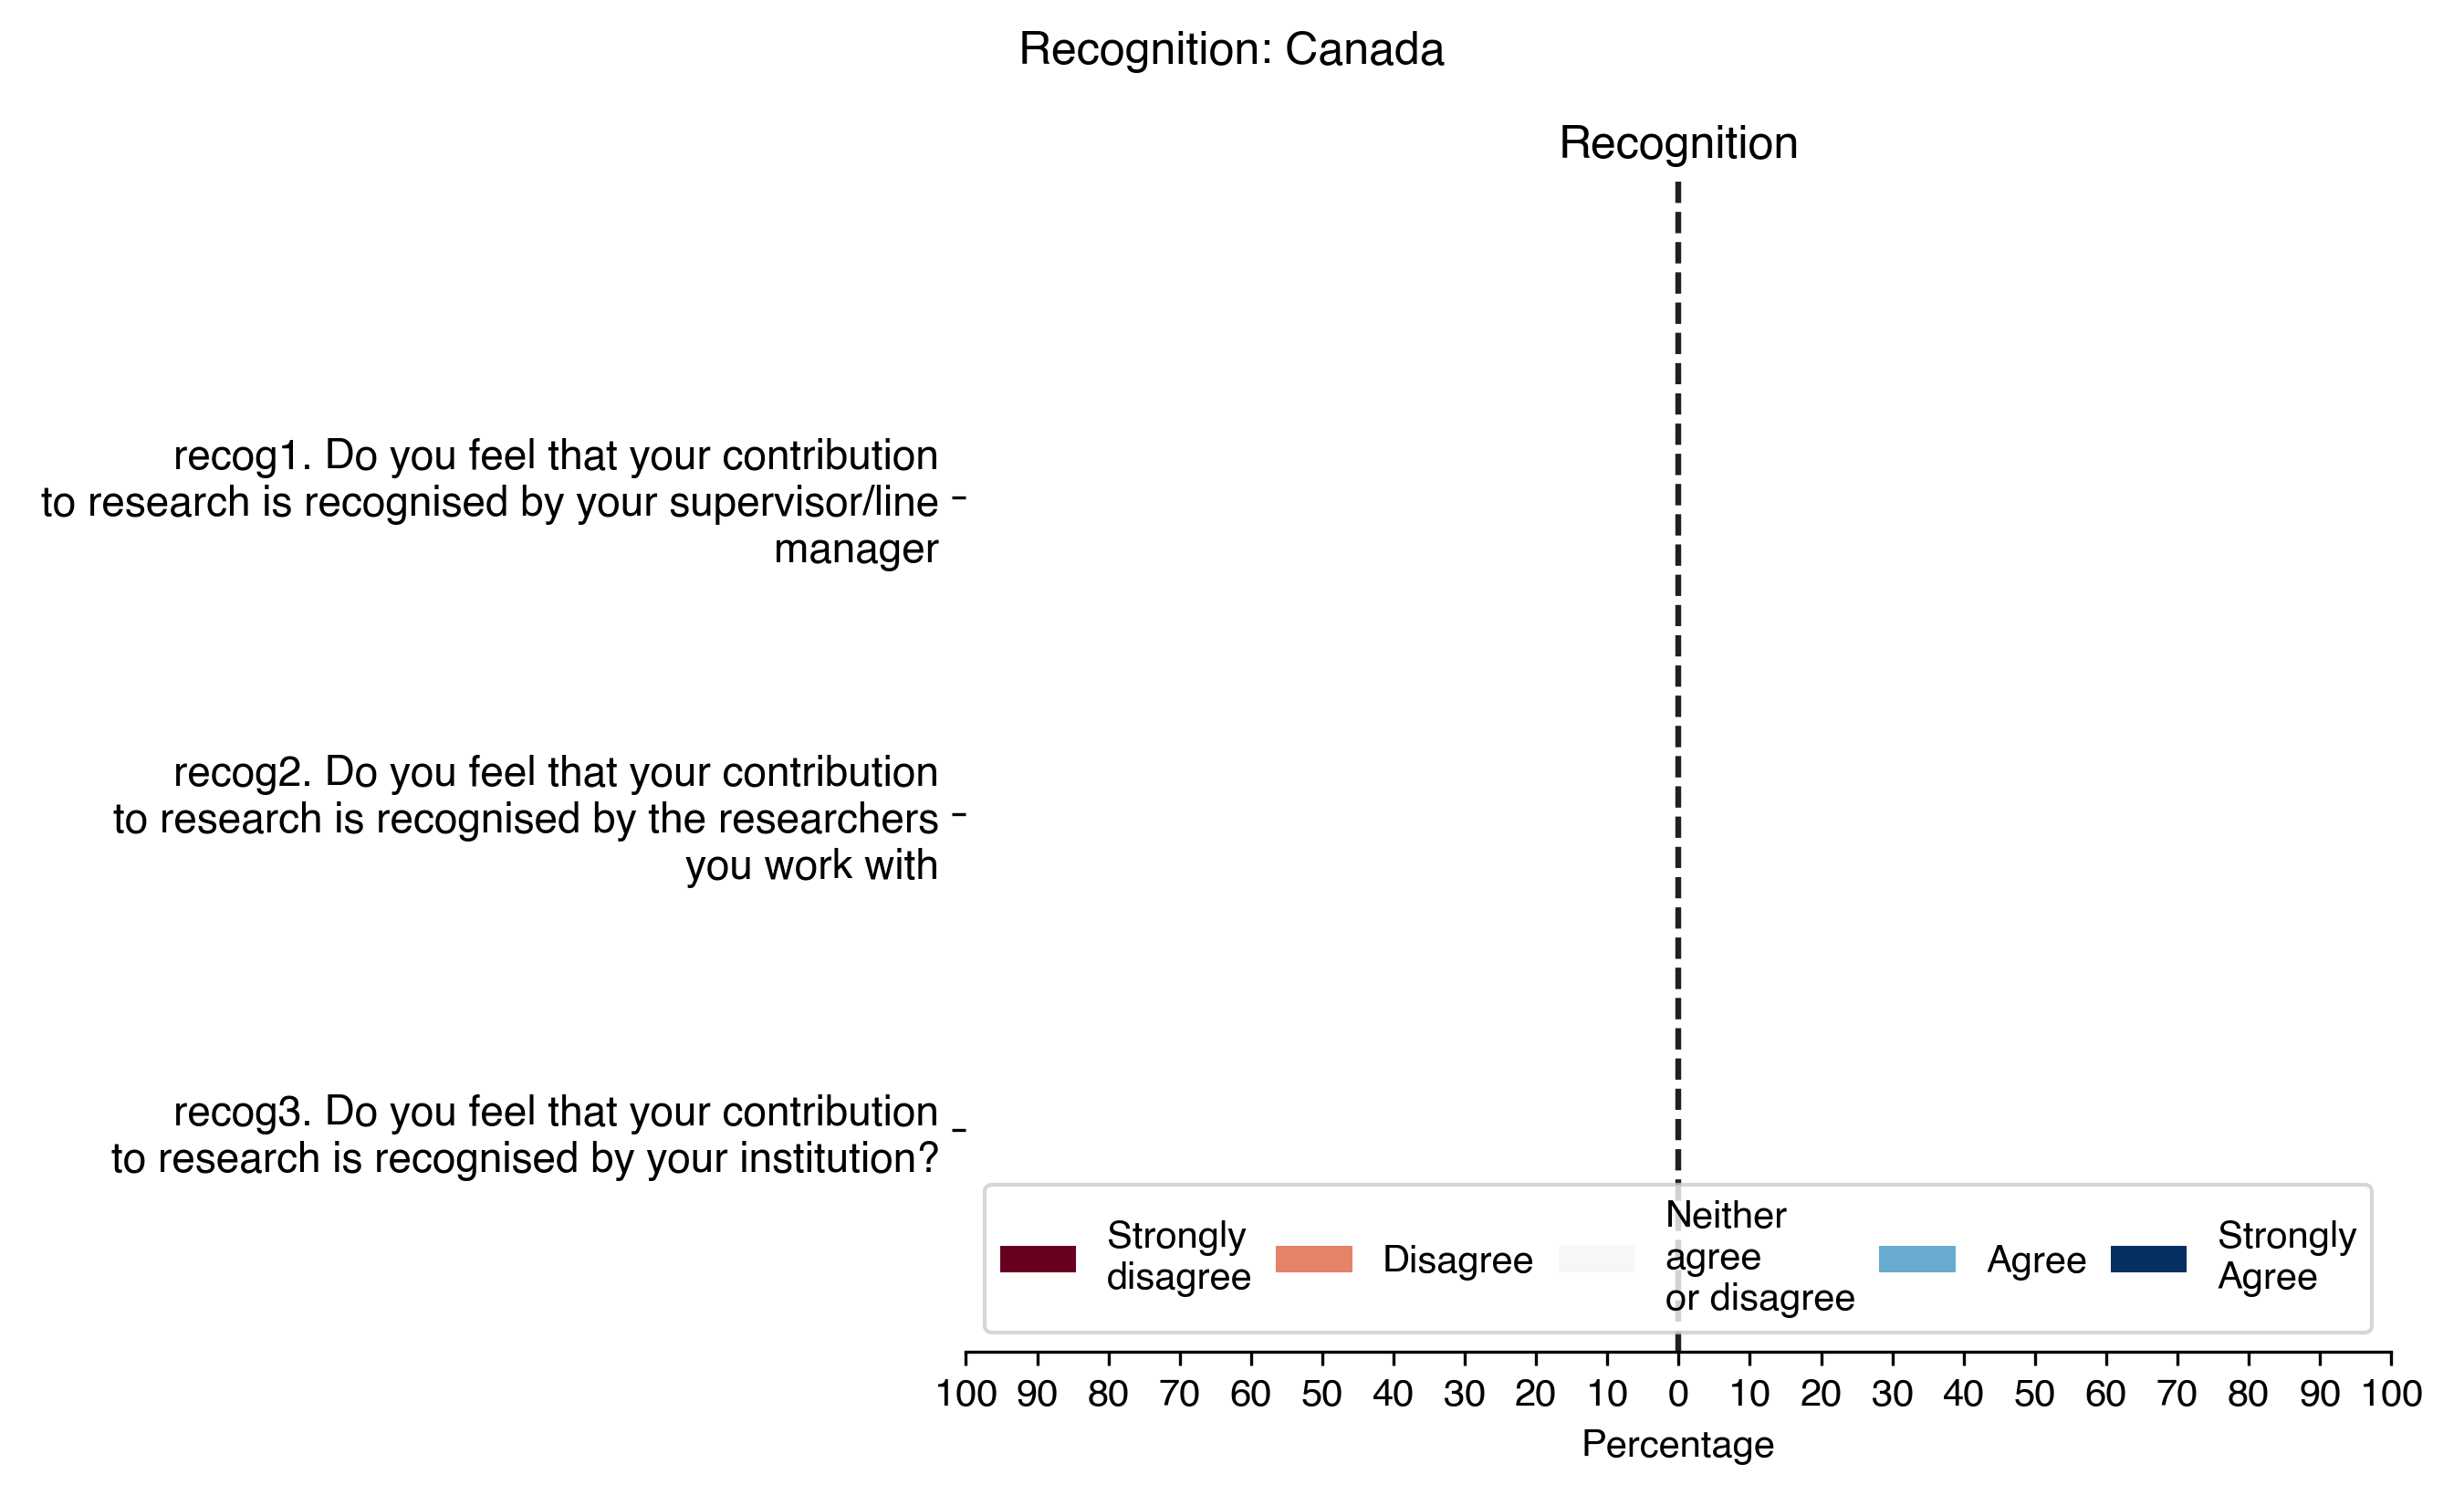 Recognition: Canada
Recognition
recog1. Do you feel that your contribution
to research is recognised by your supervisor/line
manager
recog2. Do you feel that your contribution
to research is recognised by the researchers
you work with
recog3. Do you feel that your contribution
to research is recognised by your institution?
Strongly
disagree
Disagree
Neither
agree
or disagree
Agree
Strongly
Agree
100 90 80 70 60 50 40 30 20 10 0 10 20 30 40 50 60 70 80 90 100
Percentage